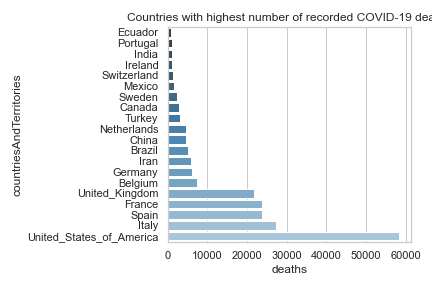 Countries with highest number of recorded COVID-19 dea
Ecuador
Portugal
India
Ireland
Switzerland
Mexico
Sweden
Canada
Turkey
Netherlands
China
Brazil
Iran
Germany
Belgium
United_Kingdom
France
Spain
Italy
United_States_of_America
countriesAndTerritories
0 10000 20000 30000 40000 50000 60000
deaths